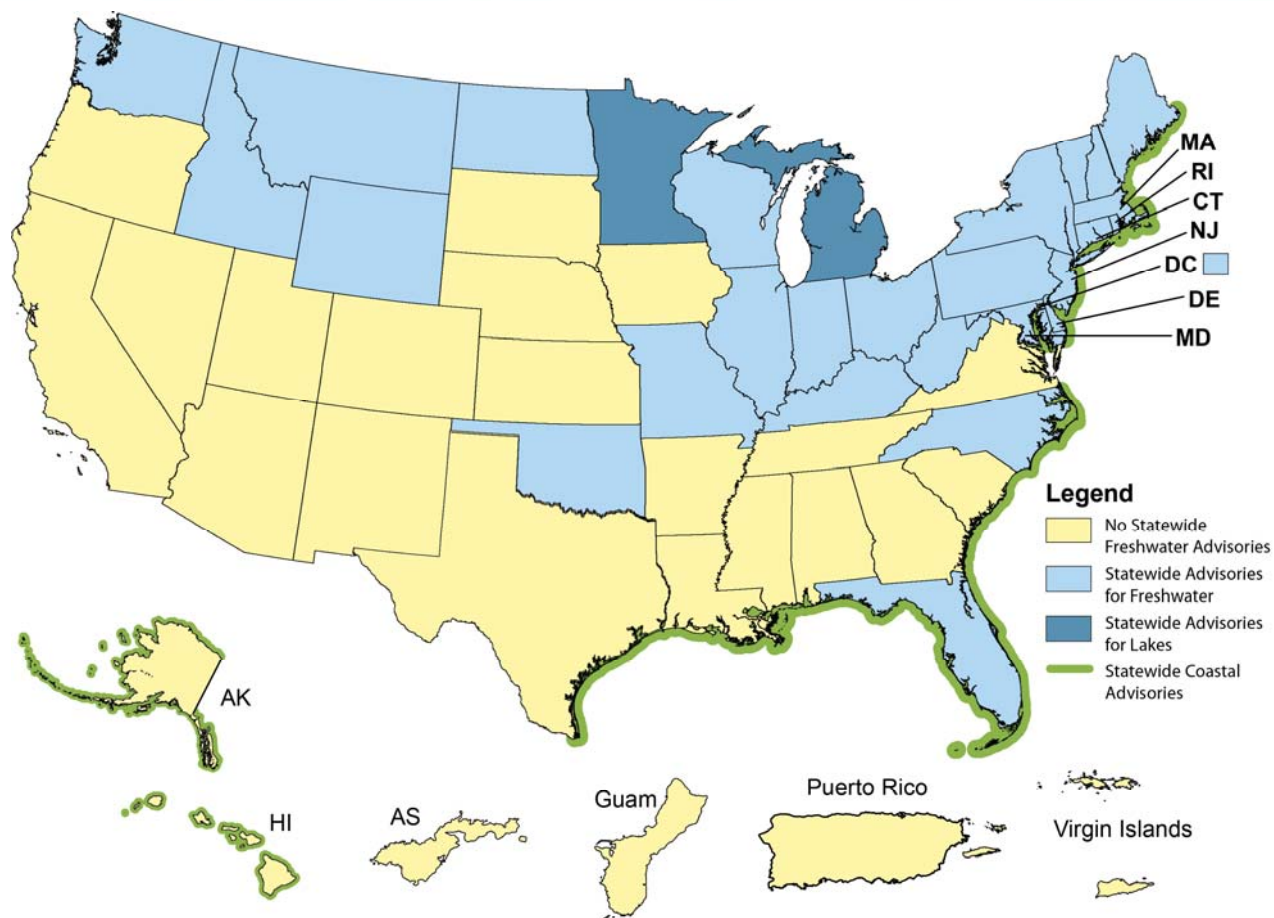 MA
RI
CT
NJ
DC
DE
MD
Legend
No Statewide
Freshwater Advisories
Statewide Advisories
for Freshwater
Statewide Advisories
for Lakes
Statewide Coastal
Advisories
AK
HI
AS
Guam
Puerto Rico
Virgin Islands